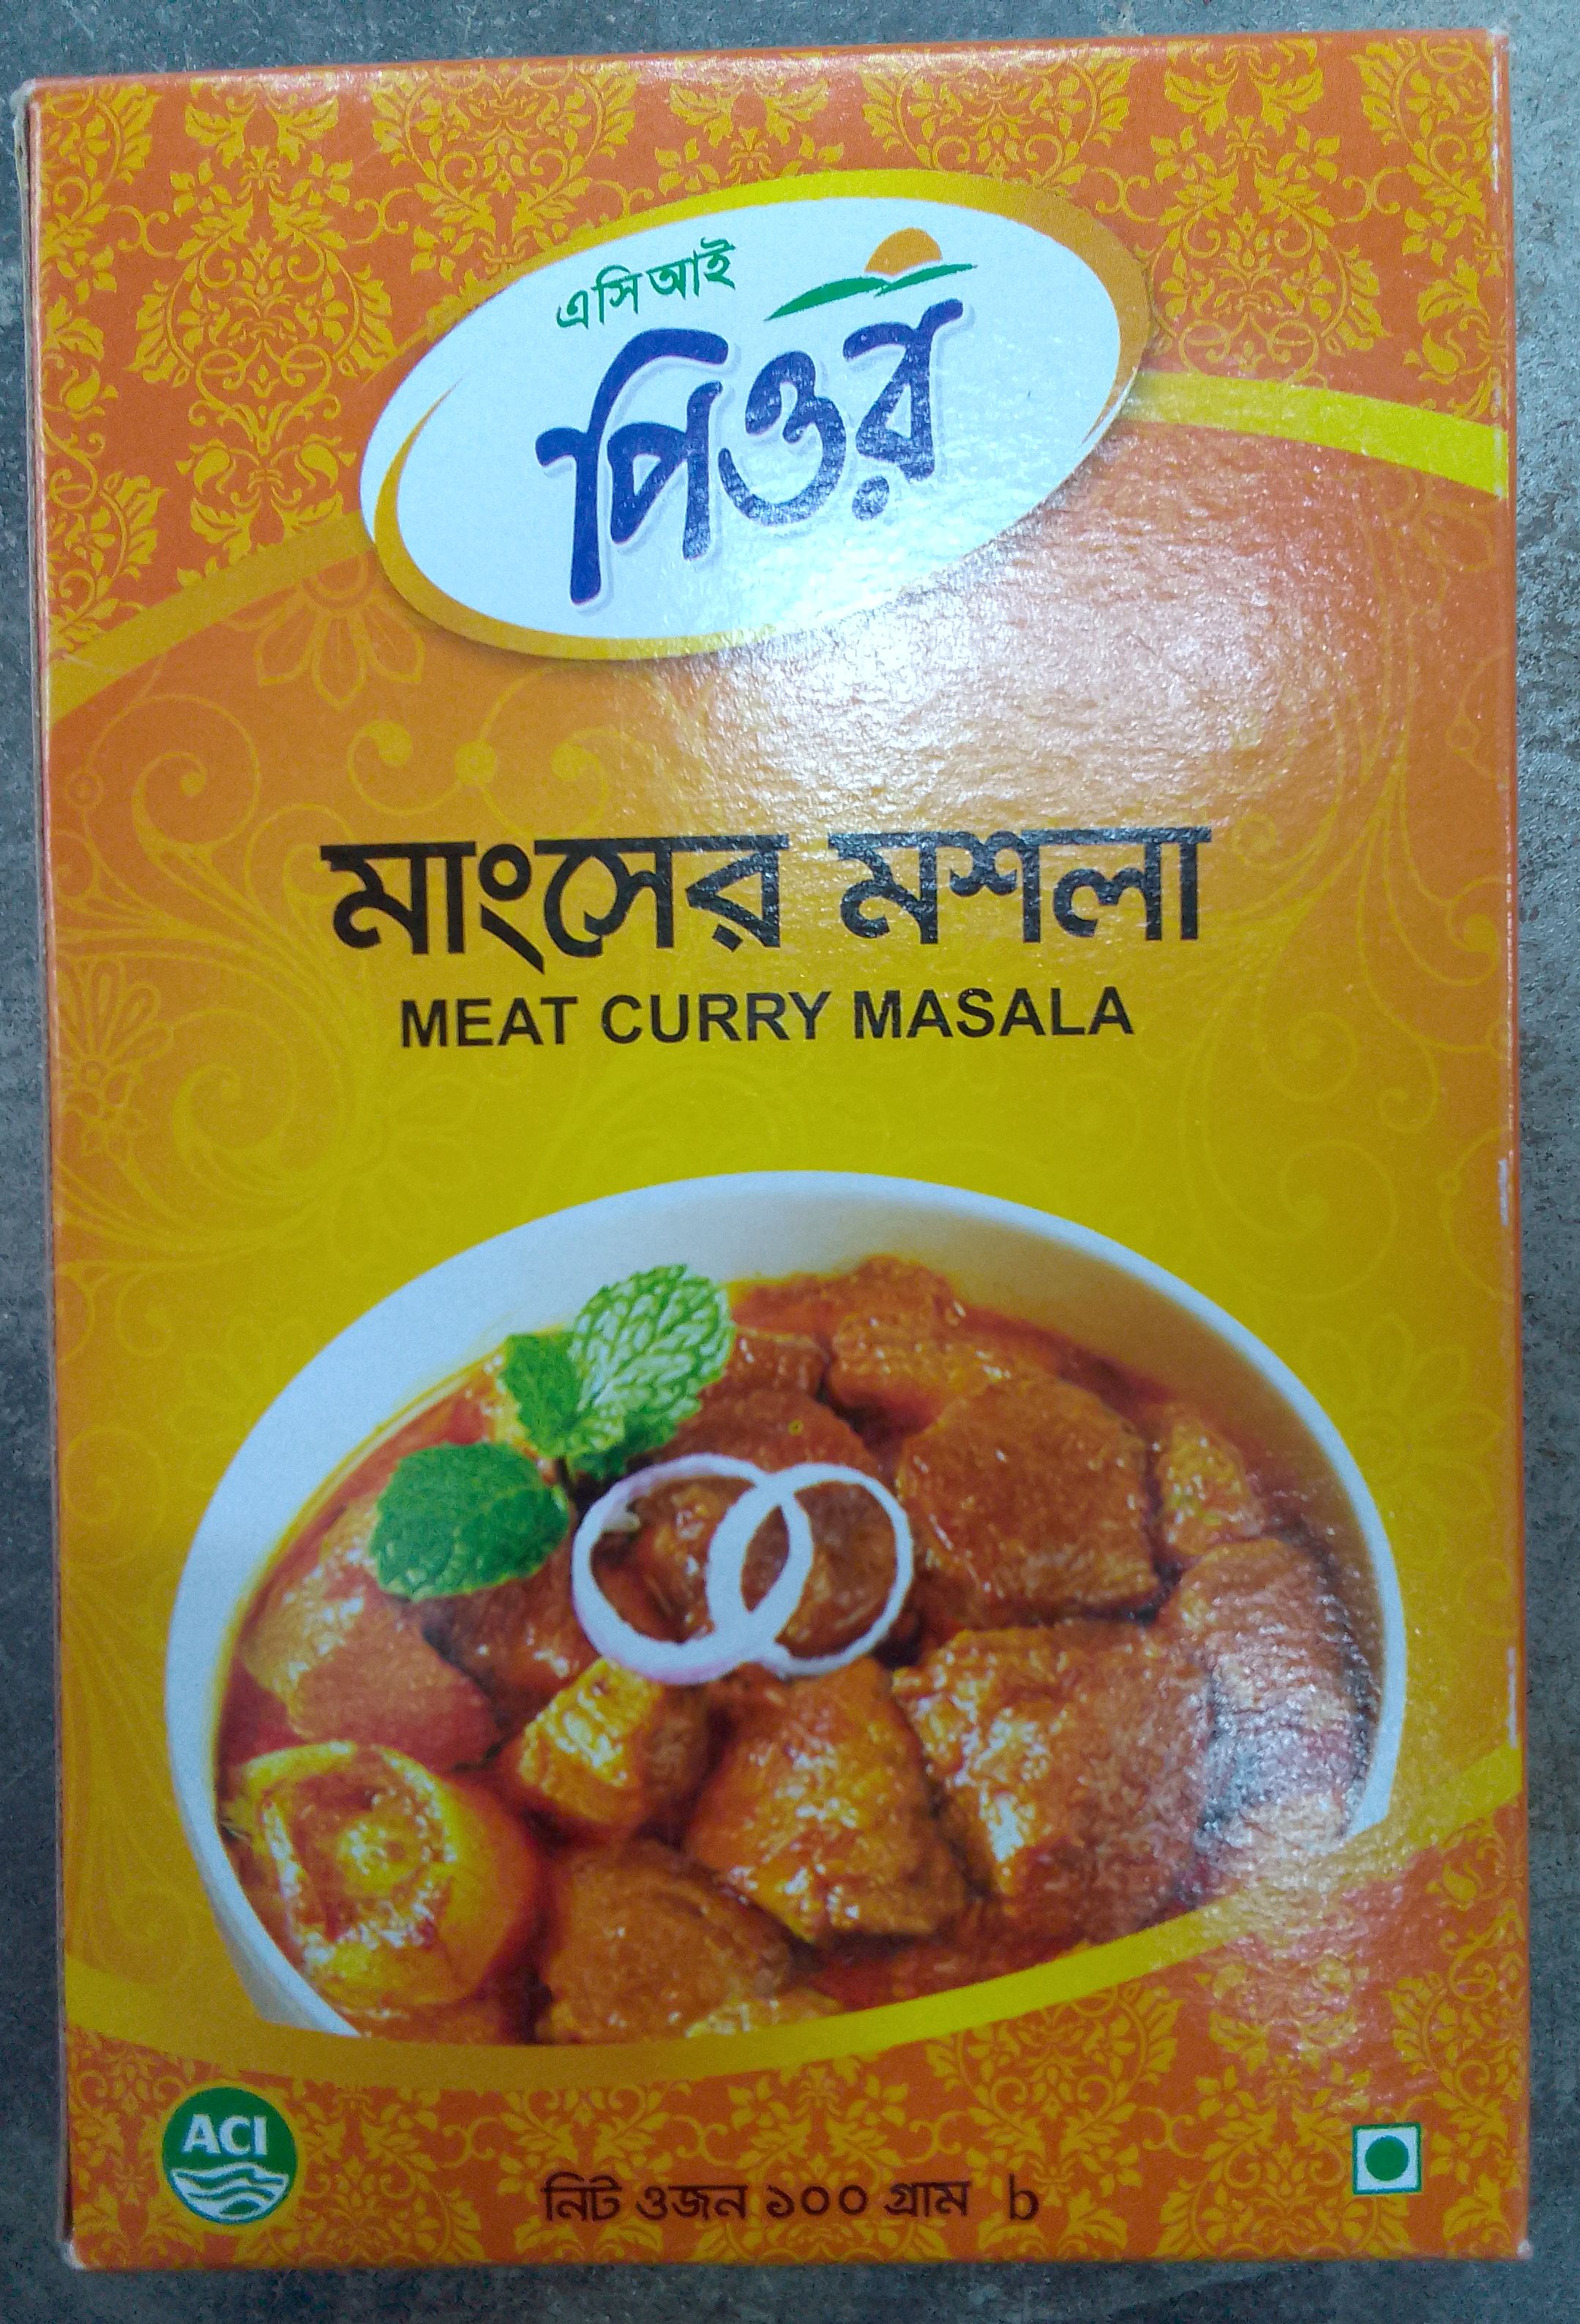 এসিআই
পিওর
মাংসের মশলা
MEAT CURRY MASALA
ACI
নিট ওজন ১০০ গ্রাম b